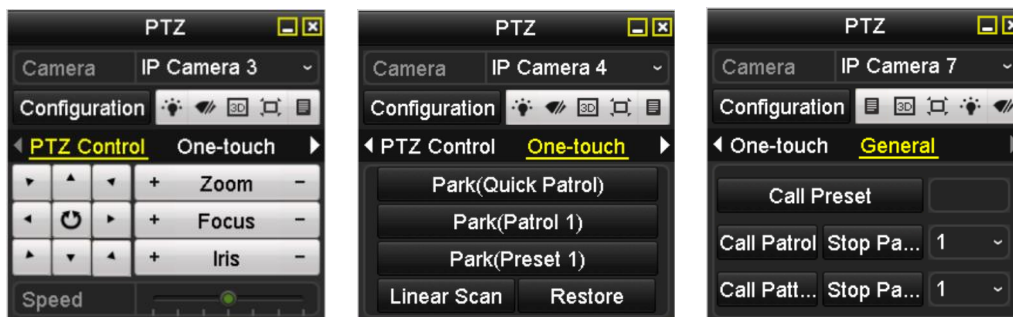 PTZ
Camera IP Camera 3
Configuration 3D
PTZ Control One-touch
+ Zoom −
+ Focus −
+ Iris −
Speed
PTZ
Camera IP Camera 4
Configuration 3D
PTZ Control One-touch
Park(Quick Patrol)
Park(Patrol 1)
Park(Preset 1)
Linear Scan Restore
PTZ
Camera IP Camera 7
Configuration 3D
One-touch General
Call Preset
Call Patrol Stop Pa... 1
Call Patt... Stop Pa... 1